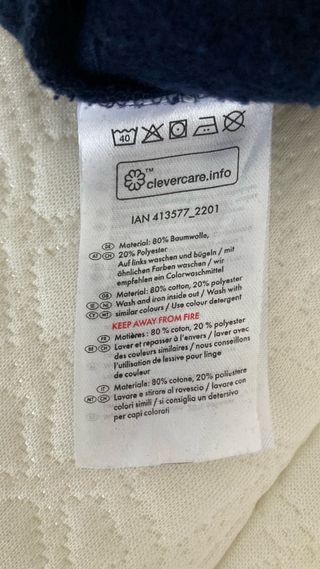 40
™
clevercare.info
IAN 413577_2201
DE Material: 80% Baumwolle,
AT CH 20% Polyester
Auf links waschen und bügeln / mit
ähnlichen Farben waschen / wir
empfehlen ein Colorwaschmittel
GB Material: 80% cotton, 20% polyester
IE NI Wash and iron inside out / Wash with
CY MT similar colours / Use colour detergent
KEEP AWAY FROM FIRE
FR Matières : 80 % coton, 20 % polyester
BE CH Laver et repasser à l'envers / laver avec
des couleurs similaires / nous conseillons
l'utilisation de lessive pour linge
de couleur
IT Materiale: 80% cotone, 20% poliestere
MT CH Lavare e stirare al rovescio / lavare con
colori simili / si consiglia un detersivo
per capi colorati